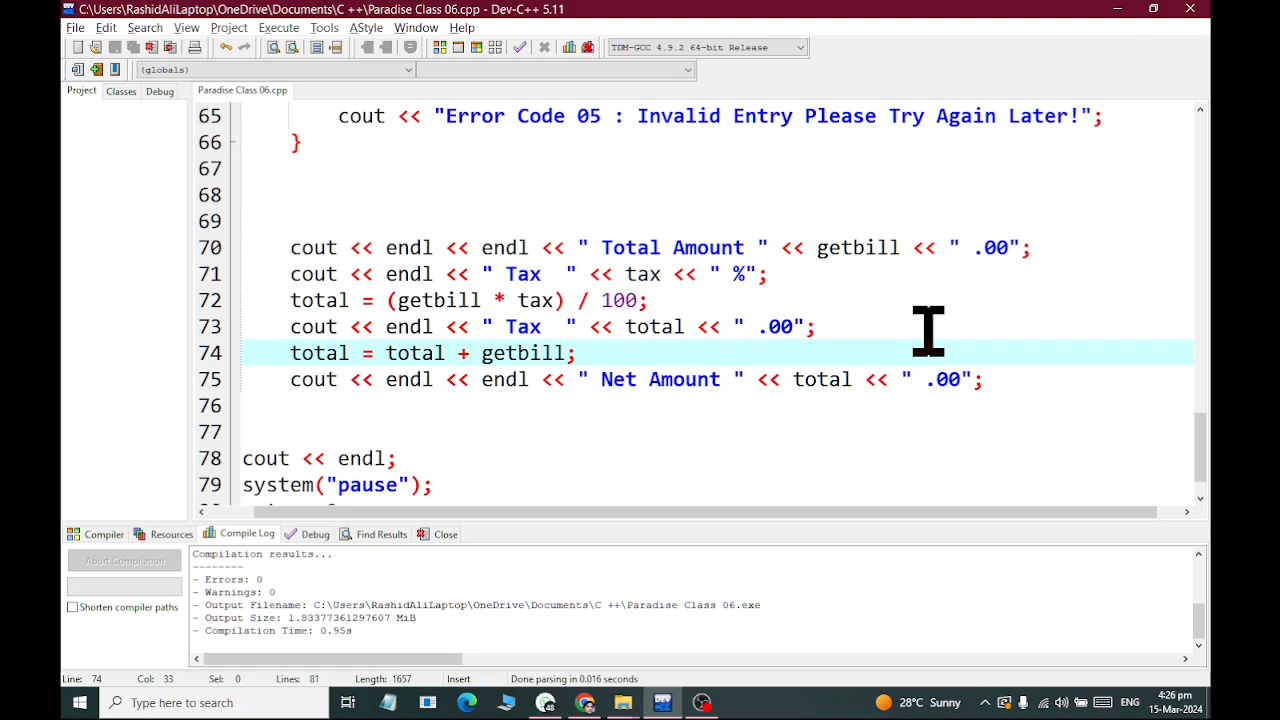 C:\Users\RashidAliLaptop\OneDrive\Documents\C ++\Paradise Class 06.cpp - Dev-C++ 5.11
File Edit Search View Project Execute Tools AStyle Window Help
TDM-GCC 4.9.2 64-bit Release
(globals)
Project Classes Debug Paradise Class 06.cpp
65 cout << "Error Code 05 : Invalid Entry Please Try Again Later!";
66 }
67
68
69
70 cout << endl << endl << " Total Amount " << getbill << " .00";
71 cout << endl << " Tax  " << tax << " %";
72 total = (getbill * tax) / 100;
73 cout << endl << " Tax  " << total << " .00";
74 total = total + getbill;
75 cout << endl << endl << " Net Amount " << total << " .00";
76
77
78 cout << endl;
79 system("pause");
Compiler Resources Compile Log Debug Find Results Close
Abort Compilation
Shorten compiler paths
Compilation results...
--------
- Errors: 0
- Warnings: 0
- Output Filename: C:\Users\RashidAliLaptop\OneDrive\Documents\C ++\Paradise Class 06.exe
- Output Size: 1.83377361297607 MiB
- Compilation Time: 0.95s
Line: 74 Col: 33 Sel: 0 Lines: 81 Length: 1657 Insert Done parsing in 0.016 seconds
Type here to search
48
28°C Sunny
ENG
4:26 pm
15-Mar-2024